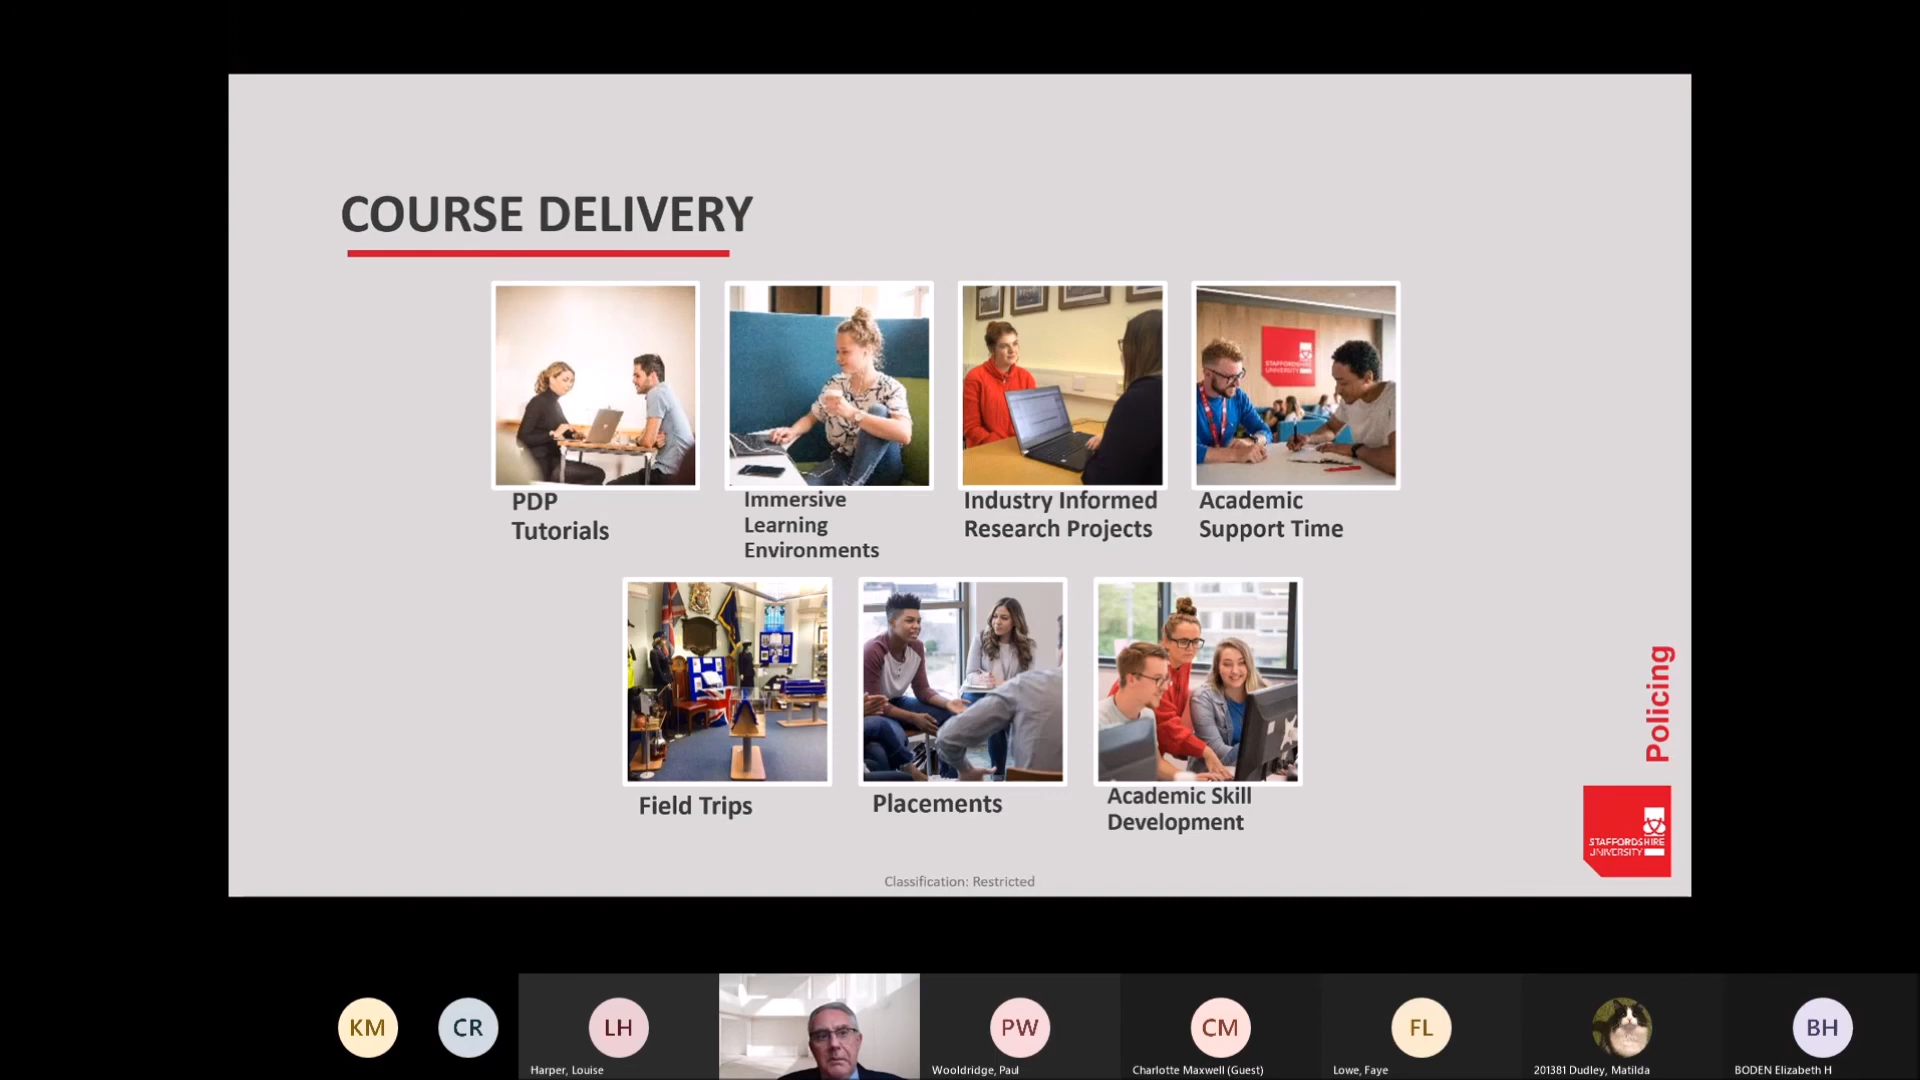 COURSE DELIVERY
STAFFORDSHIRE
UNIVERSITY
PDP
Tutorials
Immersive
Learning
Environments
Industry Informed
Research Projects
Academic
Support Time
Field Trips
Placements
Academic Skill
Development
Policing
STAFFORDSHIRE
UNIVERSITY
Classification: Restricted
KM
CR
LH
Harper, Louise
PW
Wooldridge, Paul
CM
Charlotte Maxwell (Guest)
FL
Lowe, Faye
201381 Dudley, Matilda
BH
BODEN Elizabeth H